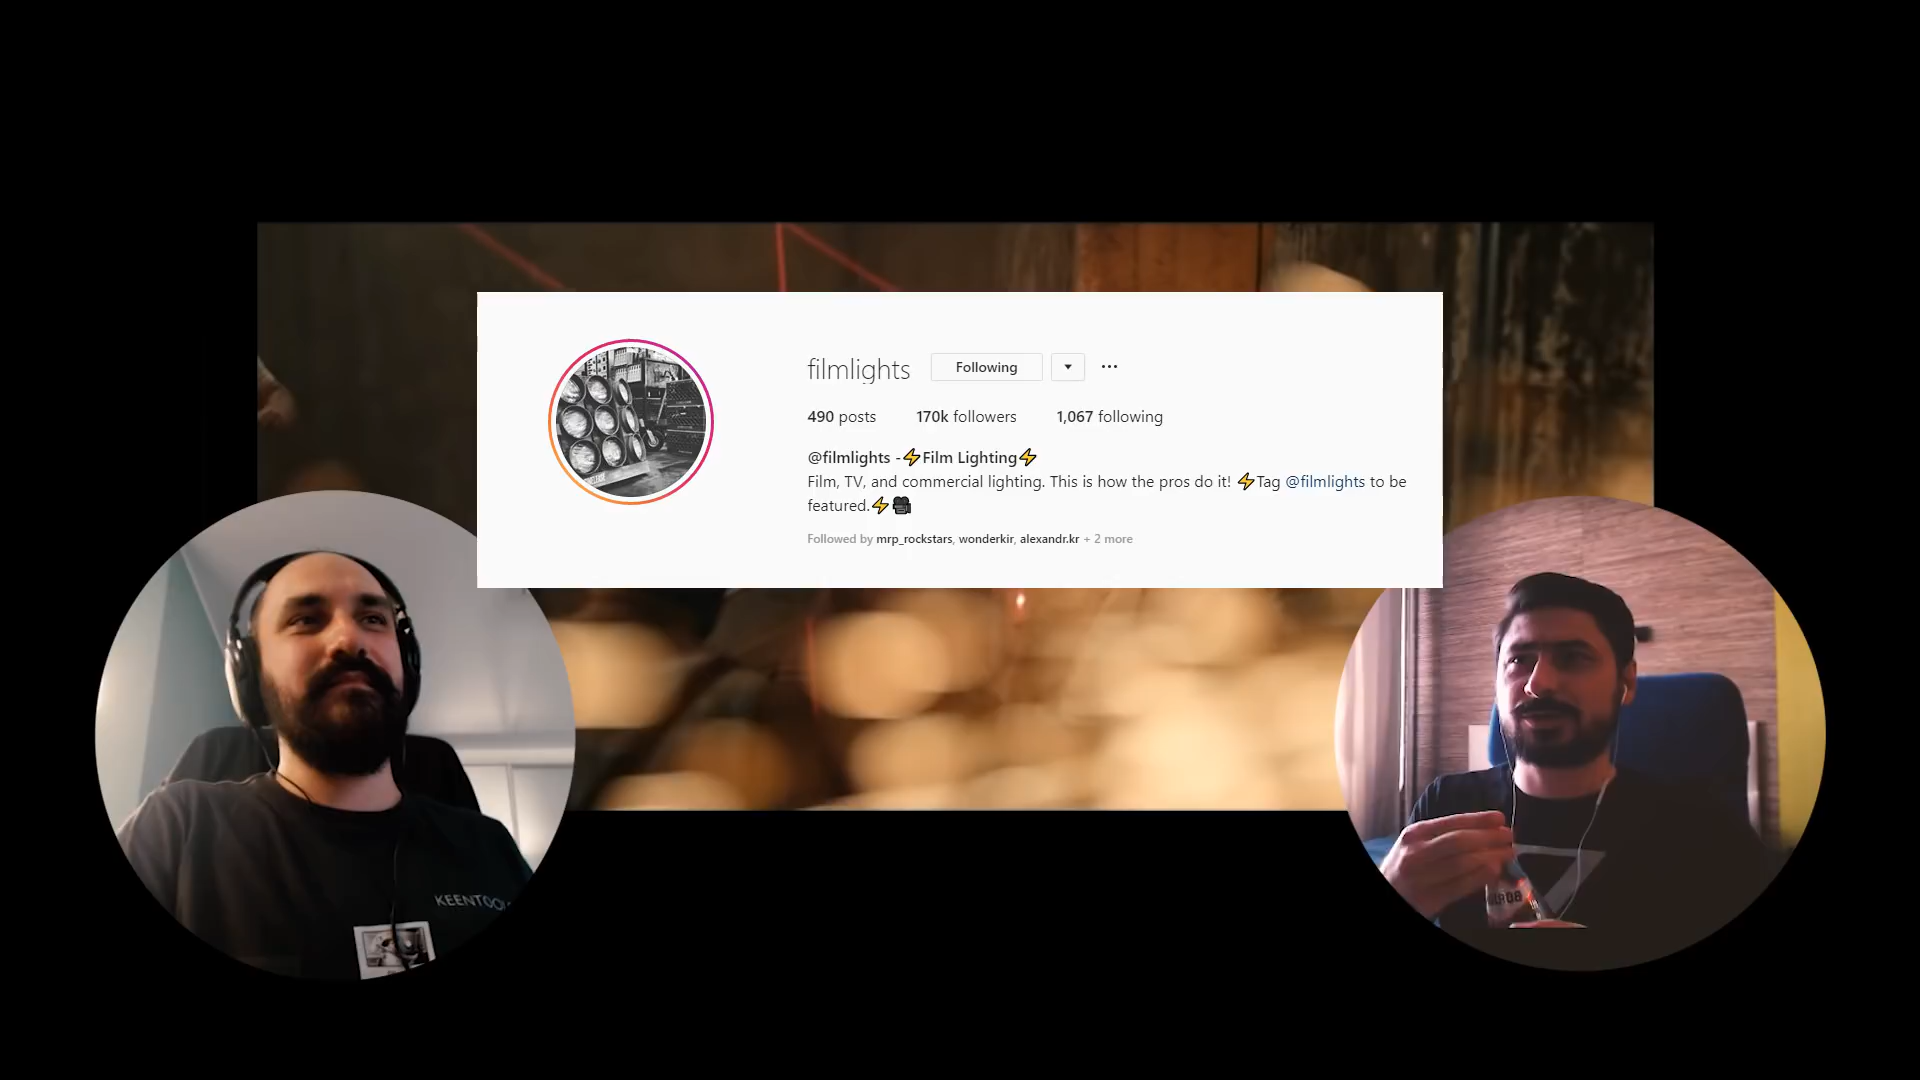 filmlights Following
490 posts 170k followers 1,067 following
@filmlights -⚡Film Lighting⚡
Film, TV, and commercial lighting. This is how the pros do it! ⚡Tag @filmlights to be
featured.⚡🎥
Followed by mrp_rockstars, wonderkir, alexandr.kr + 2 more